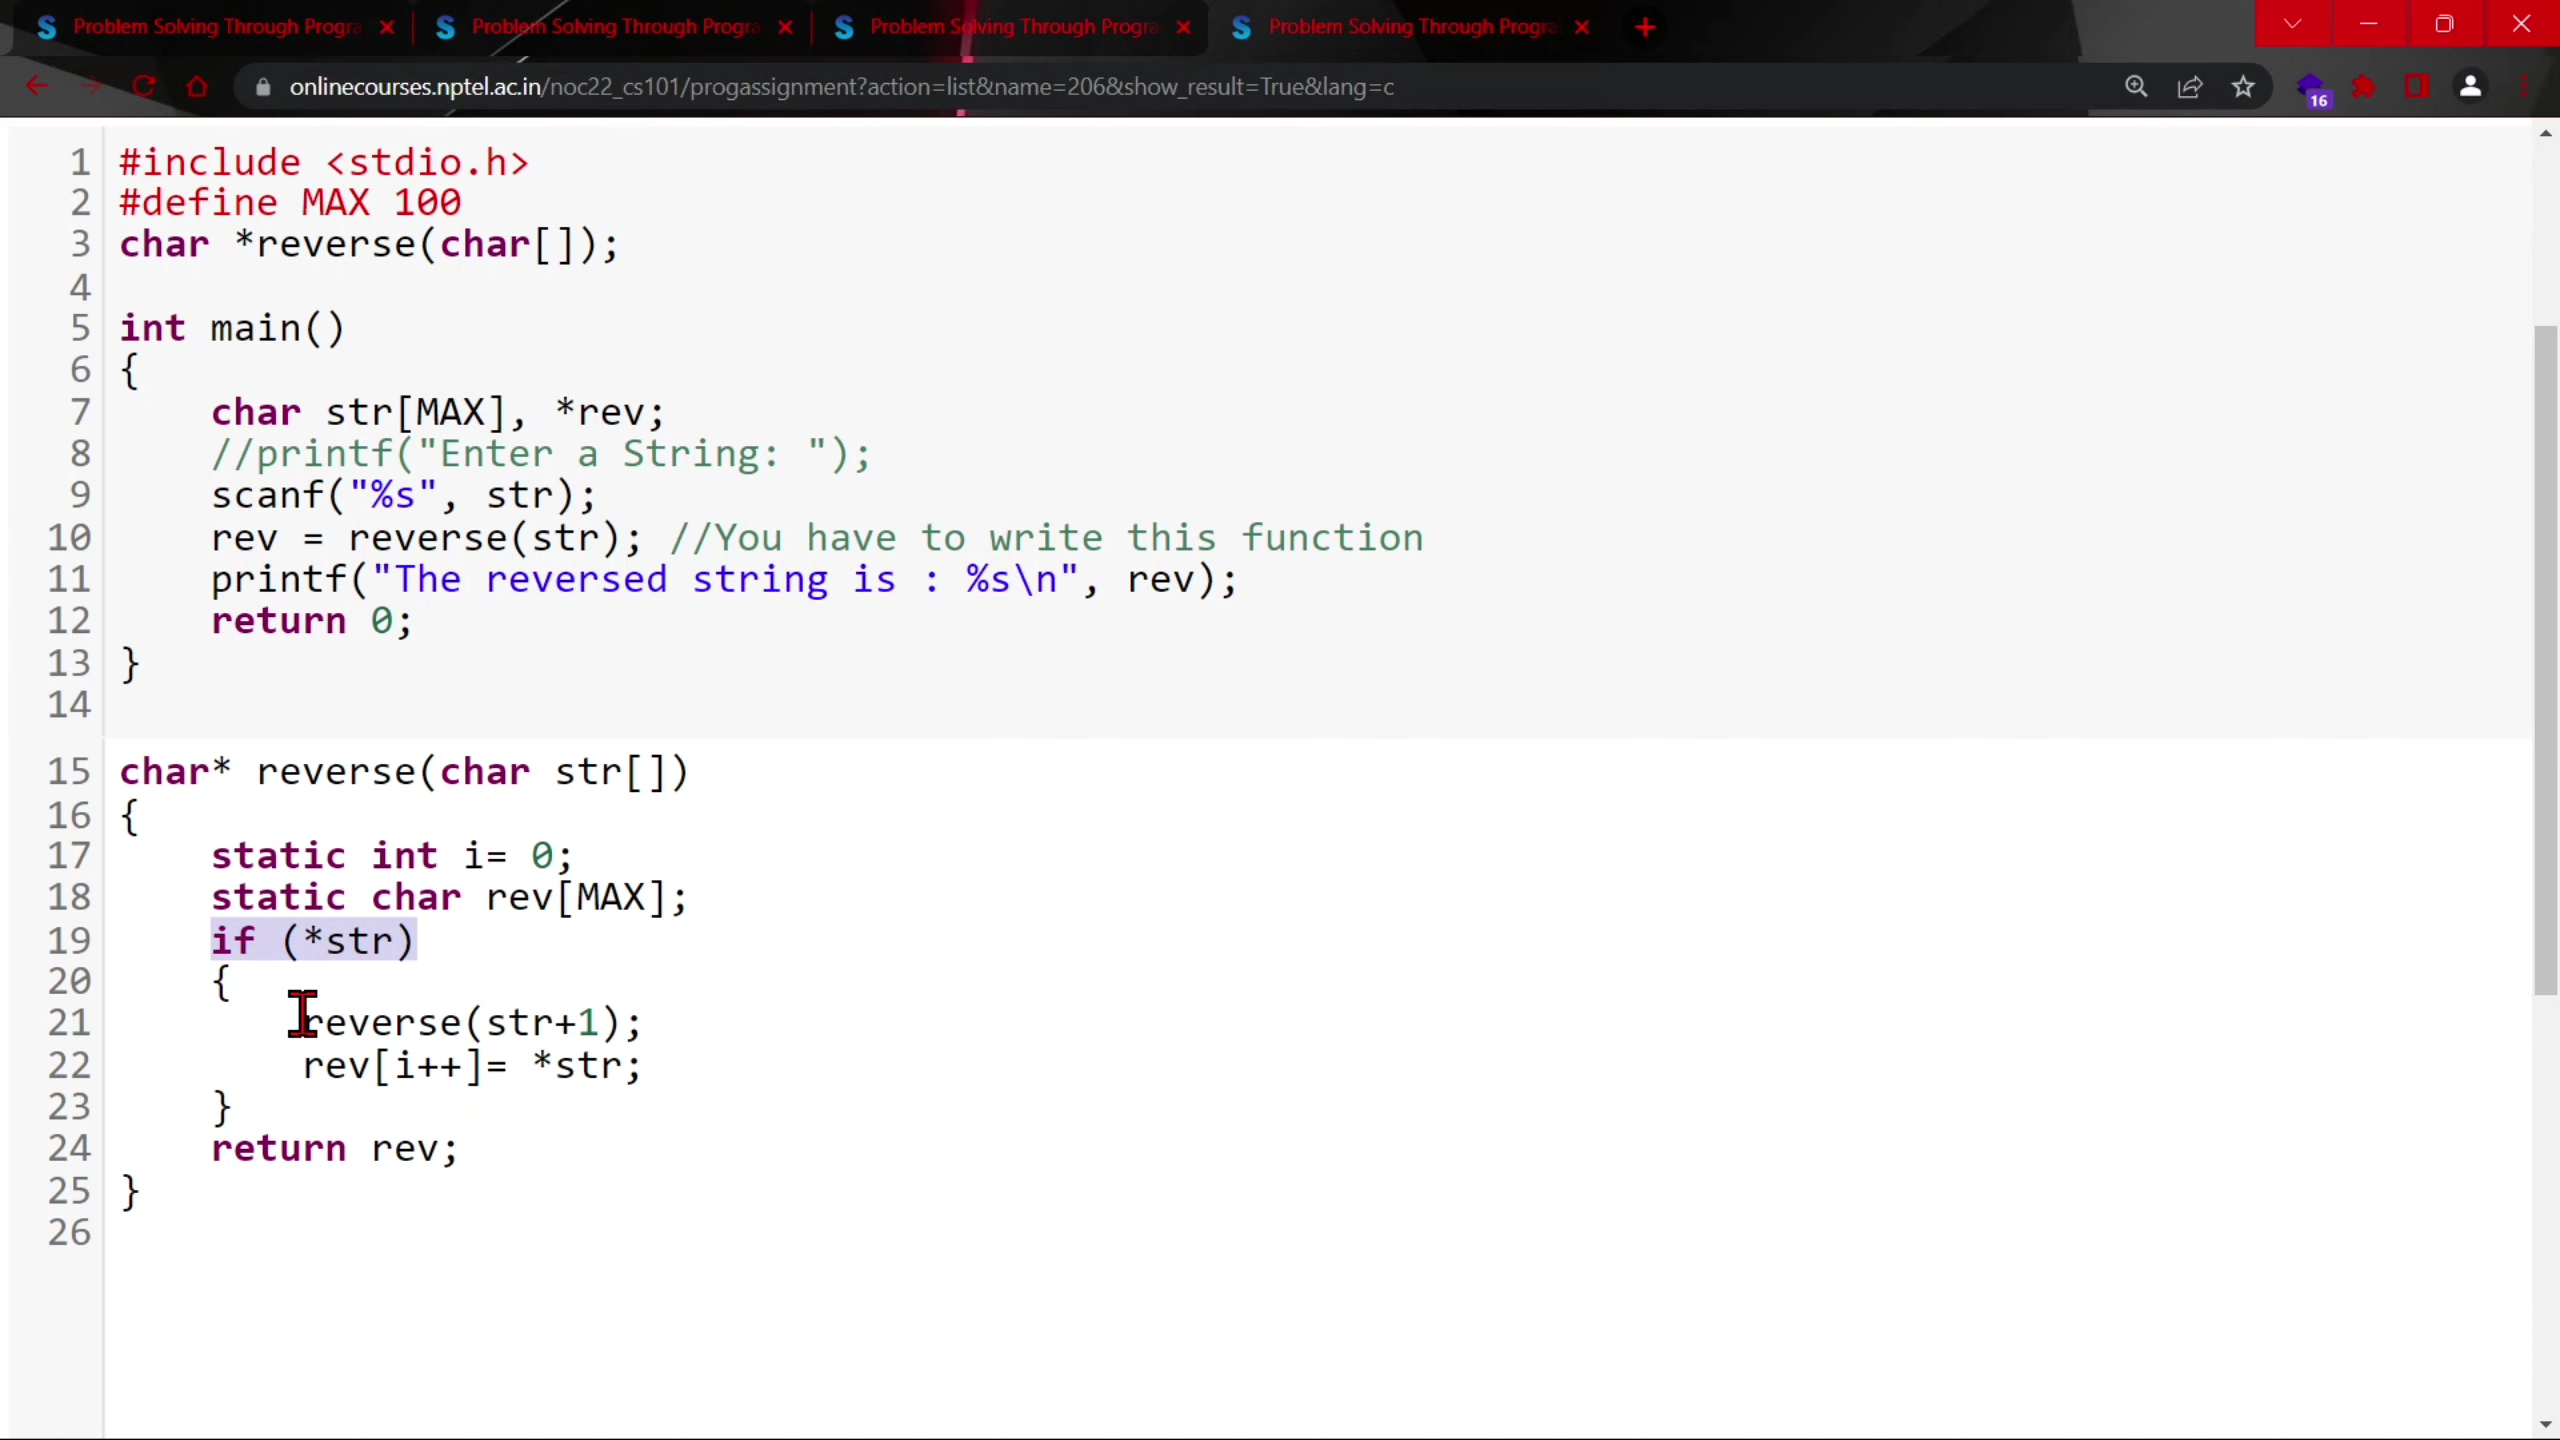 Problem Solving Through Progra
Problem Solving Through Progra
Problem Solving Through Progra
Problem Solving Through Progra
onlinecourses.nptel.ac.in/noc22_cs101/progassignment?action=list&name=206&show_result=True&lang=c
16
1 #include <stdio.h>
2 #define MAX 100
3 char *reverse(char[]);
4
5 int main()
6 {
7     char str[MAX], *rev;
8     //printf("Enter a String: ");
9     scanf("%s", str);
10     rev = reverse(str); //You have to write this function
11     printf("The reversed string is : %s\n", rev);
12     return 0;
13 }
14
15 char* reverse(char str[])
16 {
17     static int i= 0;
18     static char rev[MAX];
19     if (*str)
20     {
21         reverse(str+1);
22         rev[i++]= *str;
23     }
24     return rev;
25 }
26